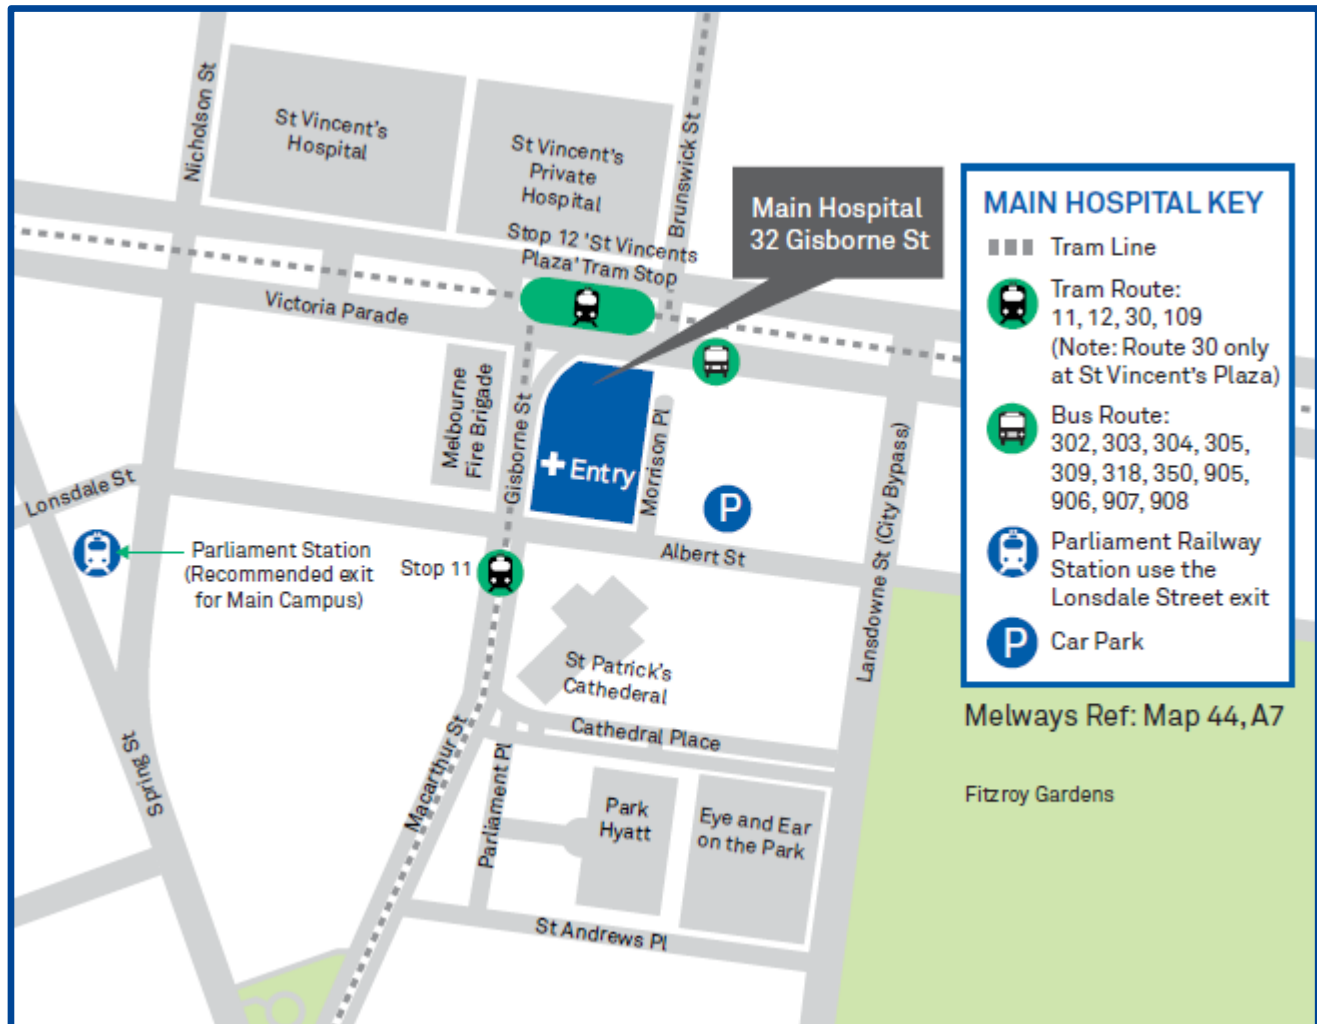 Nicholson St
St Vincent's
Hospital
St Vincent's
Private
Hospital
Brunswick St
Main Hospital
32 Gisborne St
Stop 12 'St Vincents
Plaza' Tram Stop
Victoria Parade
Melbourne
Fire Brigade
Gisborne St
Entry
Morrison Pl
P
Lansdowne St (City Bypass)
Lonsdale St
Parliament Station
(Recommended exit
for Main Campus)
Stop 11
Albert St
St Patrick's
Cathederal
Cathedral Place
Macarthur St
Parliament Pl
Spring St
Park
Hyatt
Eye and Ear
on the Park
St Andrews Pl
MAIN HOSPITAL KEY
Tram Line
Tram Route:
11, 12, 30, 109
(Note: Route 30 only
at St Vincent's Plaza)
Bus Route:
302, 303, 304, 305,
309, 318, 350, 905,
906, 907, 908
Parliament Railway
Station use the
Lonsdale Street exit
P
Car Park
Melways Ref: Map 44, A7
Fitzroy Gardens